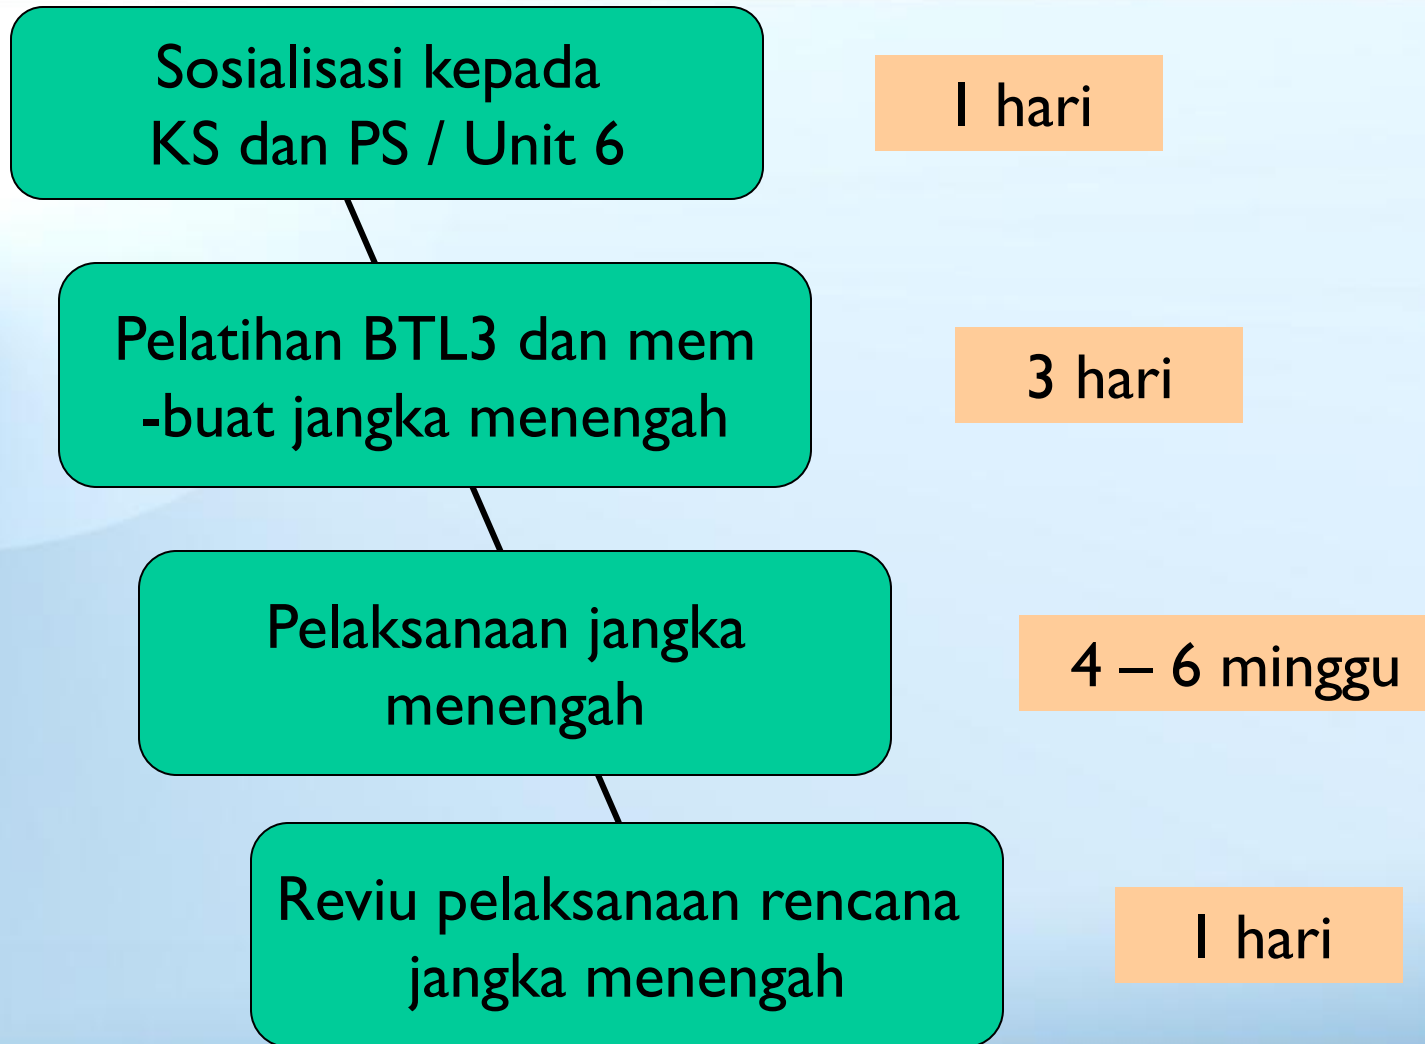 Sosialisasi kepada
KS dan PS / Unit 6
1 hari
Pelatihan BTL3 dan mem
-buat jangka menengah
3 hari
Pelaksanaan jangka
menengah
4 – 6 minggu
Reviu pelaksanaan rencana
jangka menengah
1 hari